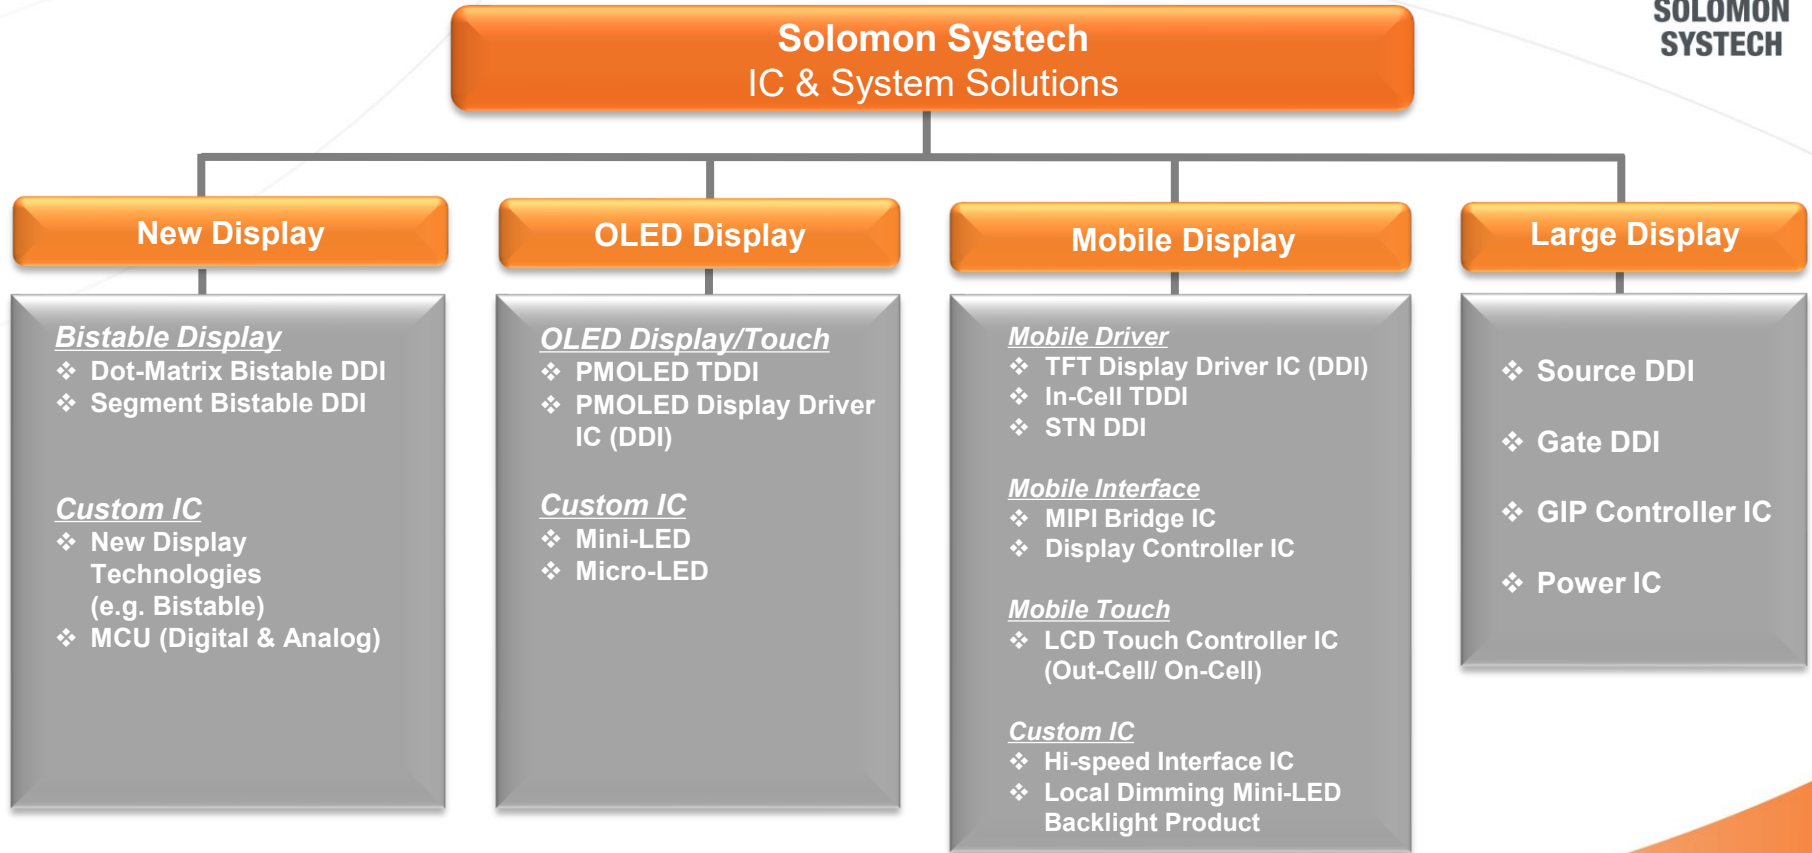 SOLOMON
SYSTECH
Solomon Systech
IC & System Solutions
New Display
Bistable Display
❖ Dot-Matrix Bistable DDI
❖ Segment Bistable DDI
Custom IC
❖ New Display
Technologies
(e.g. Bistable)
❖ MCU (Digital & Analog)
OLED Display
OLED Display/Touch
❖ PMOLED TDDI
❖ PMOLED Display Driver
IC (DDI)
Custom IC
❖ Mini-LED
❖ Micro-LED
Mobile Display
Mobile Driver
❖ TFT Display Driver IC (DDI)
❖ In-Cell TDDI
❖ STN DDI
Mobile Interface
❖ MIPI Bridge IC
❖ Display Controller IC
Mobile Touch
❖ LCD Touch Controller IC
(Out-Cell/ On-Cell)
Custom IC
❖ Hi-speed Interface IC
❖ Local Dimming Mini-LED
Backlight Product
Large Display
❖ Source DDI
❖ Gate DDI
❖ GIP Controller IC
❖ Power IC